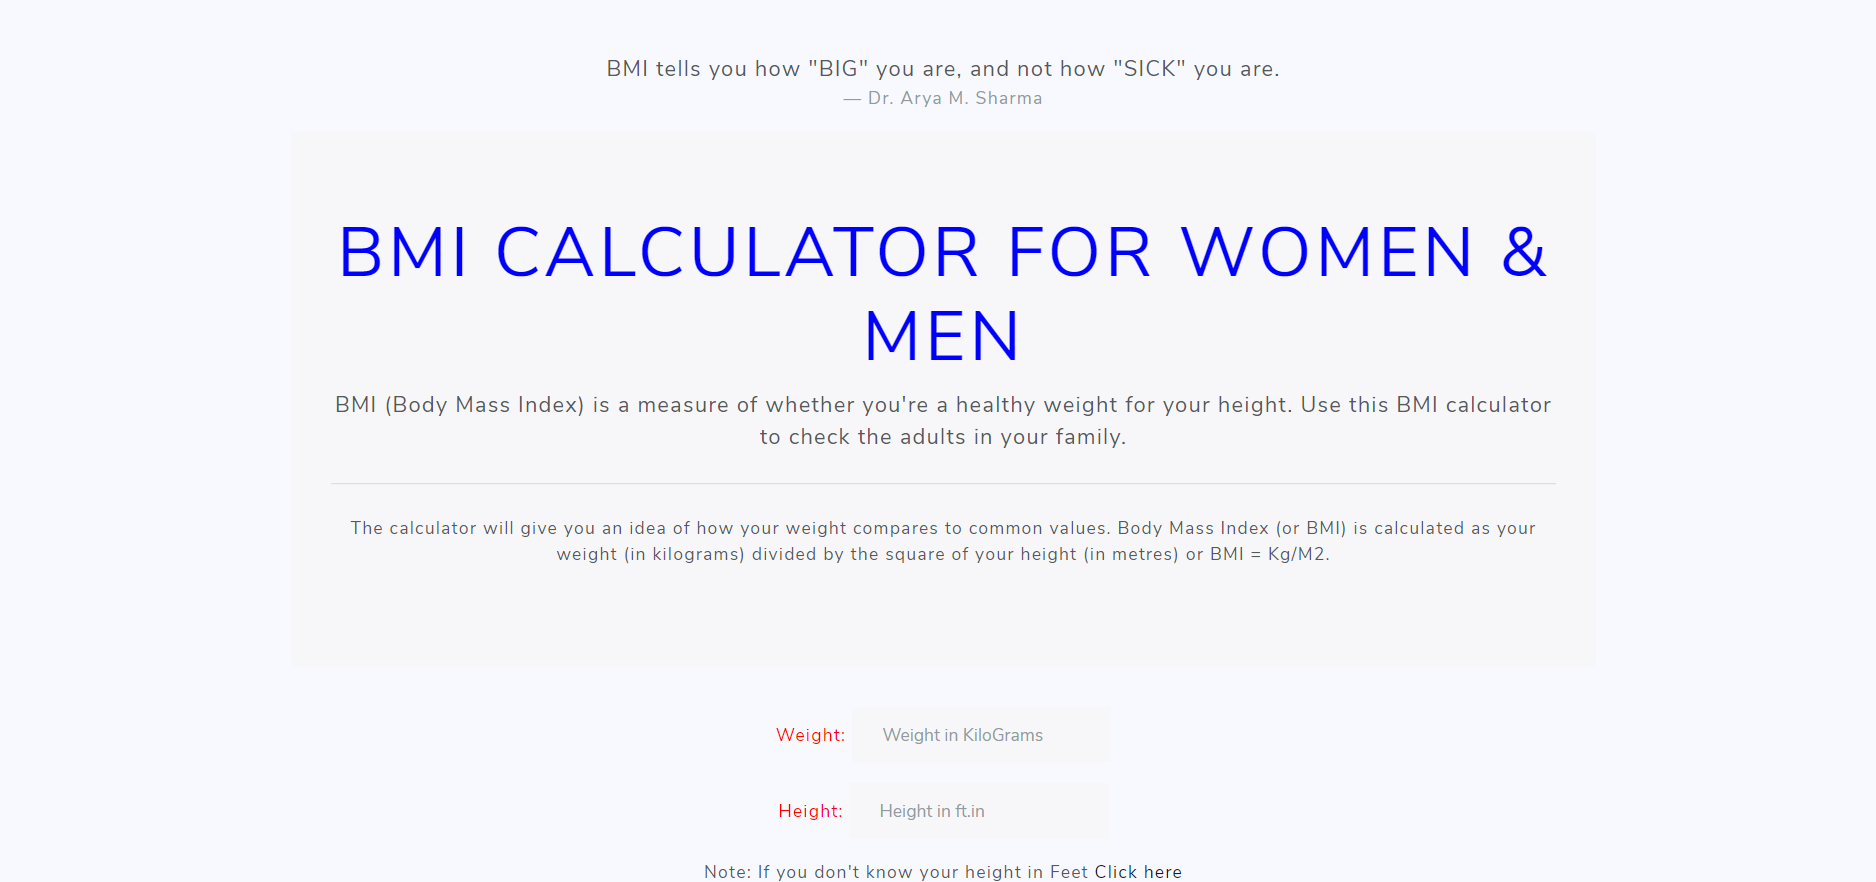 BMI tells you how "BIG" you are, and not how "SICK" you are.
— Dr. Arya M. Sharma
BMI CALCULATOR FOR WOMEN &
MEN
BMI (Body Mass Index) is a measure of whether you're a healthy weight for your height. Use this BMI calculator
to check the adults in your family.
The calculator will give you an idea of how your weight compares to common values. Body Mass Index (or BMI) is calculated as your
weight (in kilograms) divided by the square of your height (in metres) or BMI = Kg/M2.
Weight: Weight in KiloGrams
Height: Height in ft.in
Note: If you don't know your height in Feet Click here